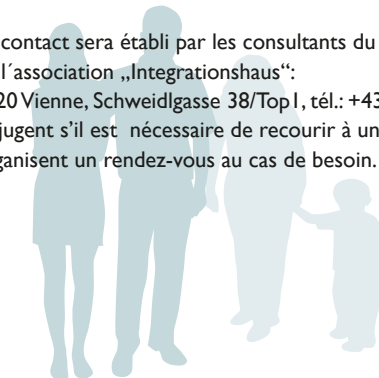 contact sera établi par les consultants du
l´association „Integrationshaus“:
20 Vienne, Schweidlgasse 38/Top1, tél.: +43
jugent s’il est nécessaire de recourir à un
ganisent un rendez-vous au cas de besoin.